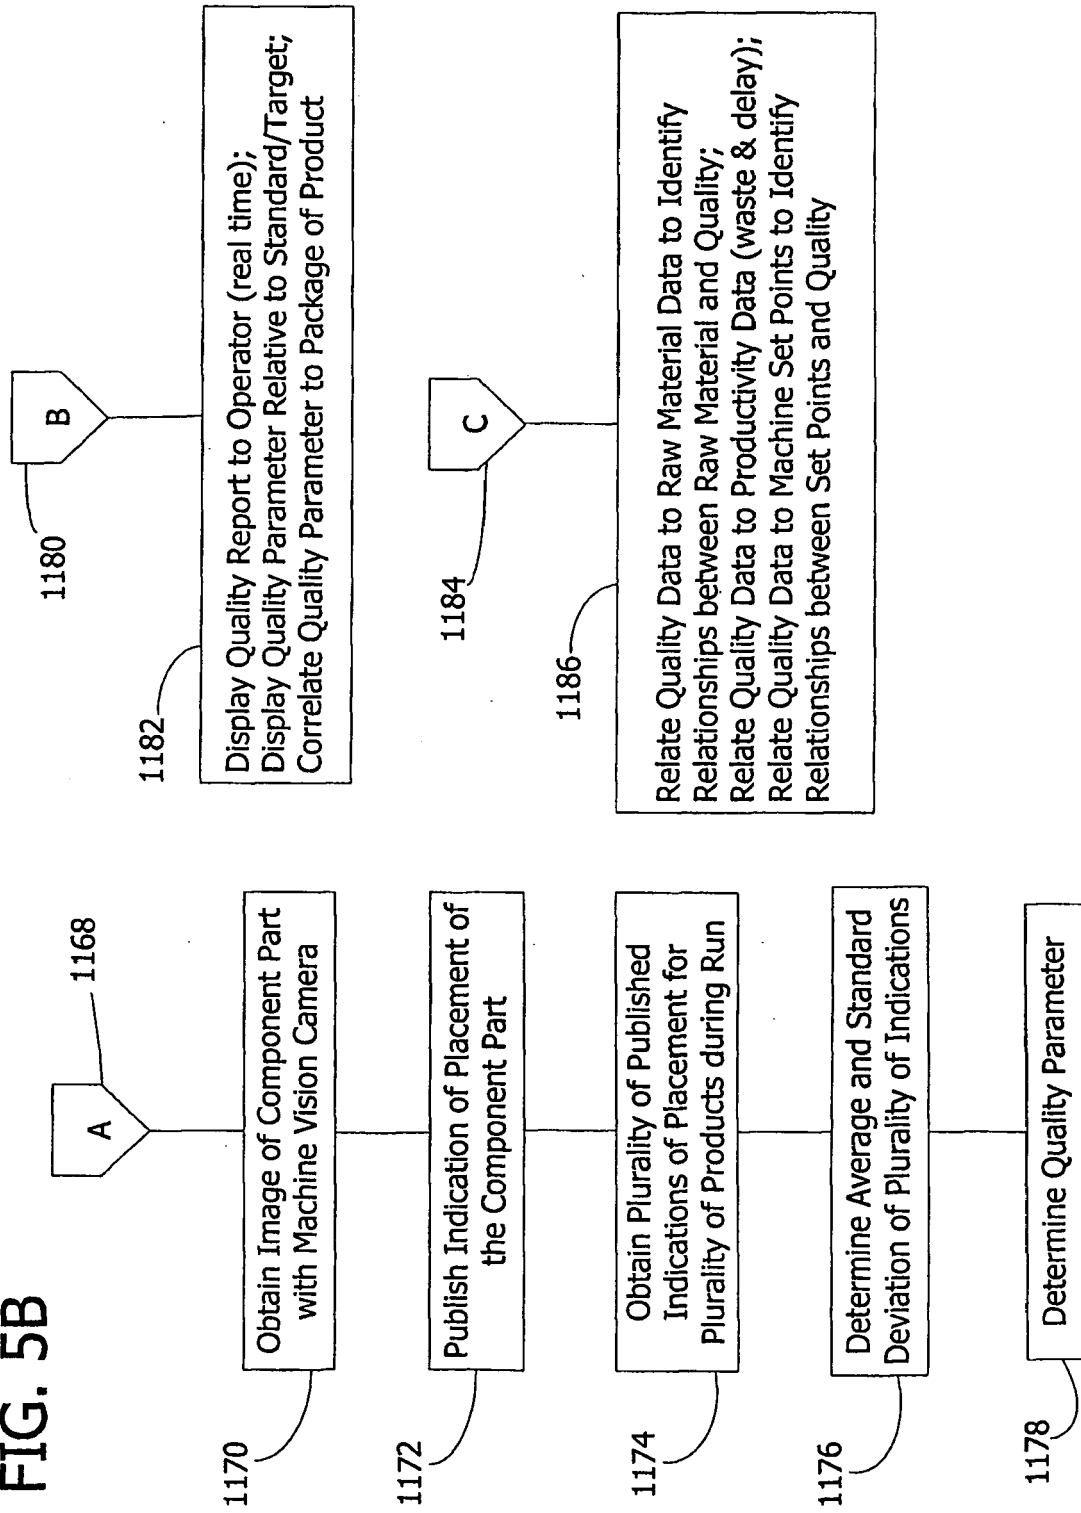 FIG. 5B
A
1168
Obtain Image of Component Part
with Machine Vision Camera
1170
Publish Indication of Placement of
the Component Part
1172
Obtain Plurality of Published
Indications of Placement for
Plurality of Products during Run
1174
Determine Average and Standard
Deviation of Plurality of Indications
1176
Determine Quality Parameter
1178
B
1180
Display Quality Report to Operator (real time);
Display Quality Parameter Relative to Standard/Target;
Correlate Quality Parameter to Package of Product
1182
C
1184
Relate Quality Data to Raw Material Data to Identify
Relationships between Raw Material and Quality;
Relate Quality Data to Productivity Data (waste & delay);
Relate Quality Data to Machine Set Points to Identify
Relationships between Set Points and Quality
1186